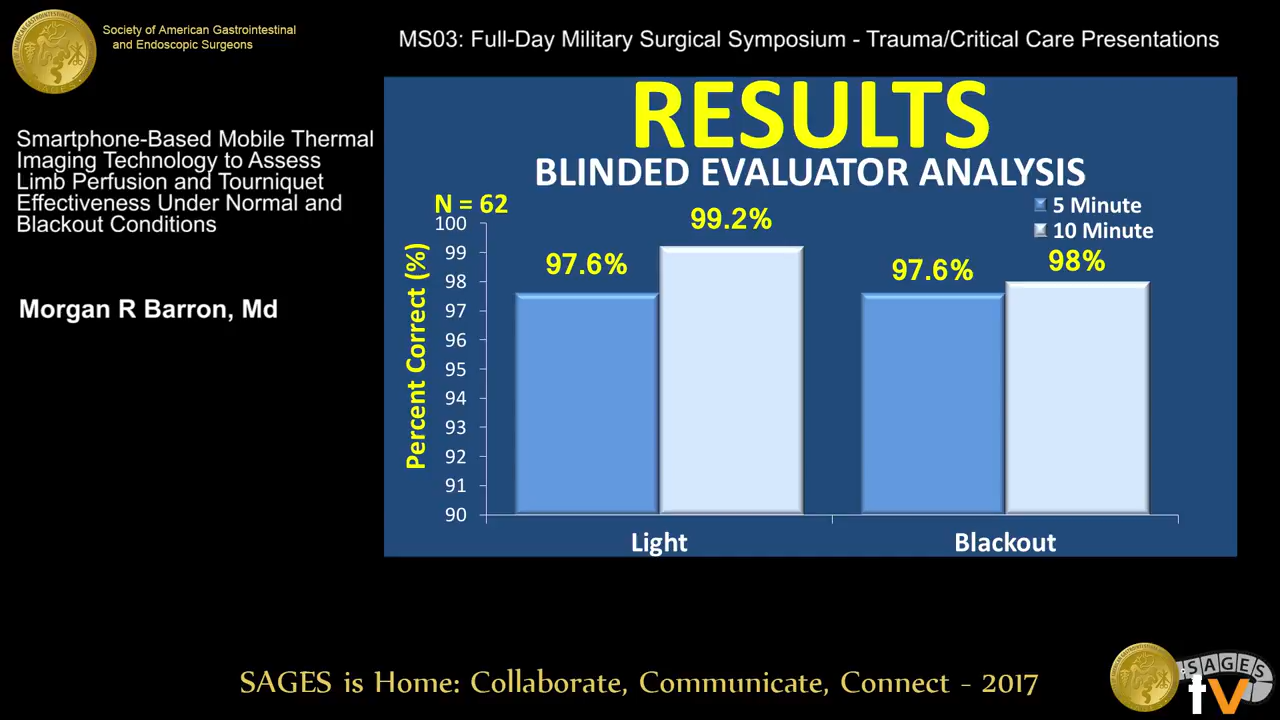 Society of American Gastrointestinal
and Endoscopic Surgeons
MS03: Full-Day Military Surgical Symposium - Trauma/Critical Care Presentations
Smartphone-Based Mobile Thermal
Imaging Technology to Assess
Limb Perfusion and Tourniquet
Effectiveness Under Normal and
Blackout Conditions
Morgan R Barron, Md
RESULTS
BLINDED EVALUATOR ANALYSIS
N = 62
5 Minute
10 Minute
Percent Correct (%)
100
99
98
97
96
95
94
93
92
91
90
97.6%
99.2%
97.6%
98%
Light
Blackout
SAGES is Home: Collaborate, Communicate, Connect - 2017
SAGES
tv
SAGES